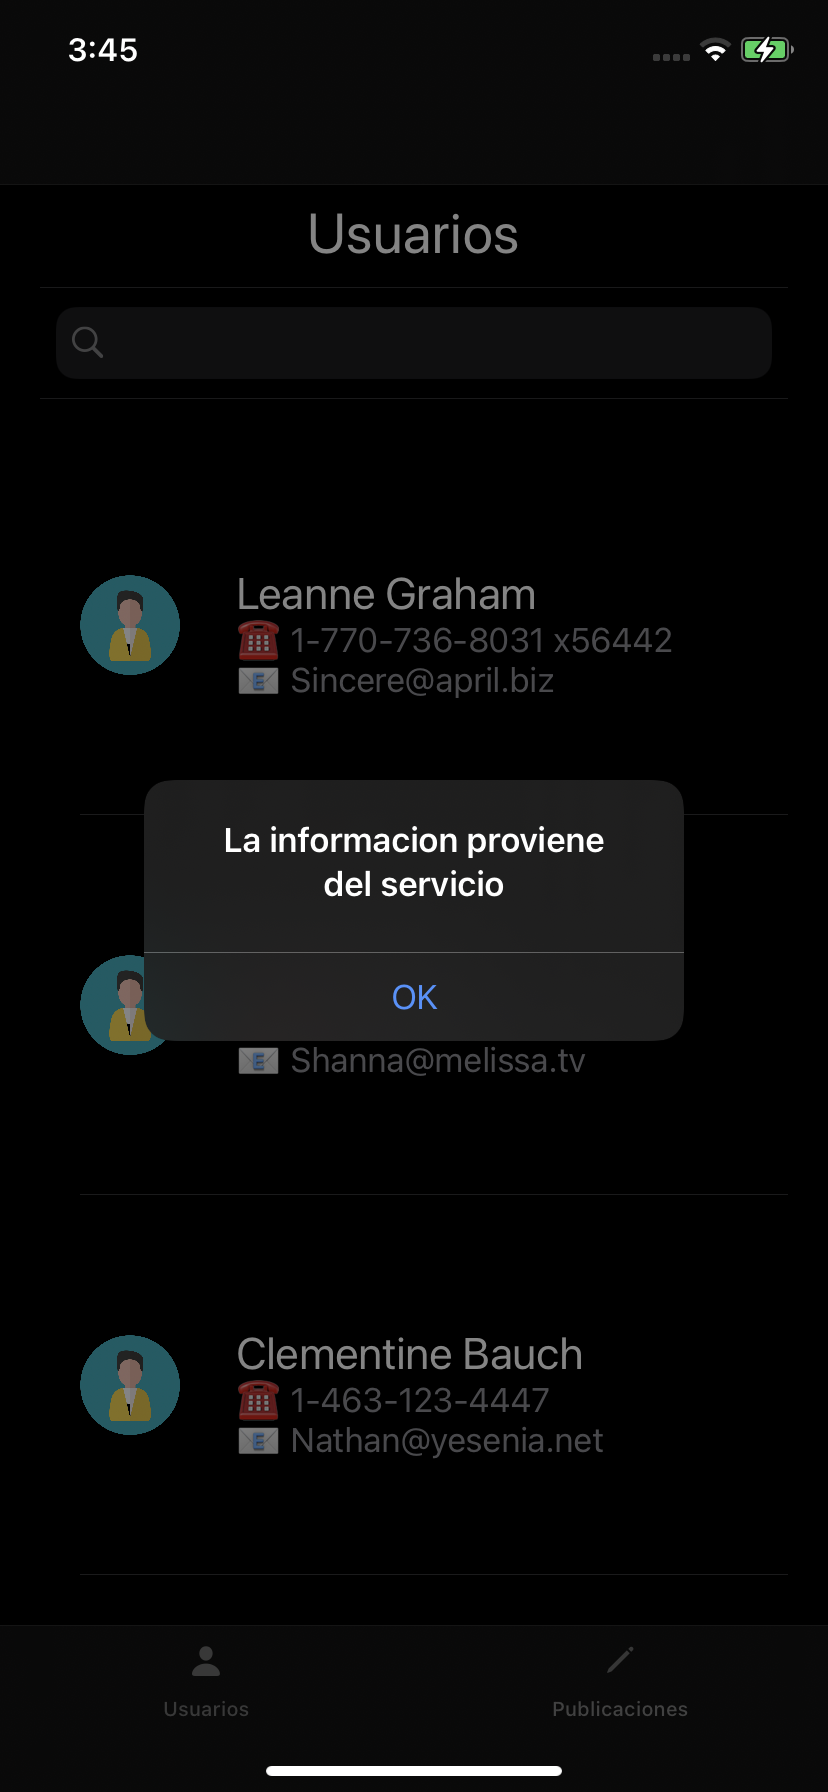 3:45
Usuarios
Leanne Graham
1-770-736-8031 x56442
Sincere@april.biz
La informacion proviene
del servicio
OK
Shanna@melissa.tv
Clementine Bauch
1-463-123-4447
Nathan@yesenia.net
Usuarios
Publicaciones